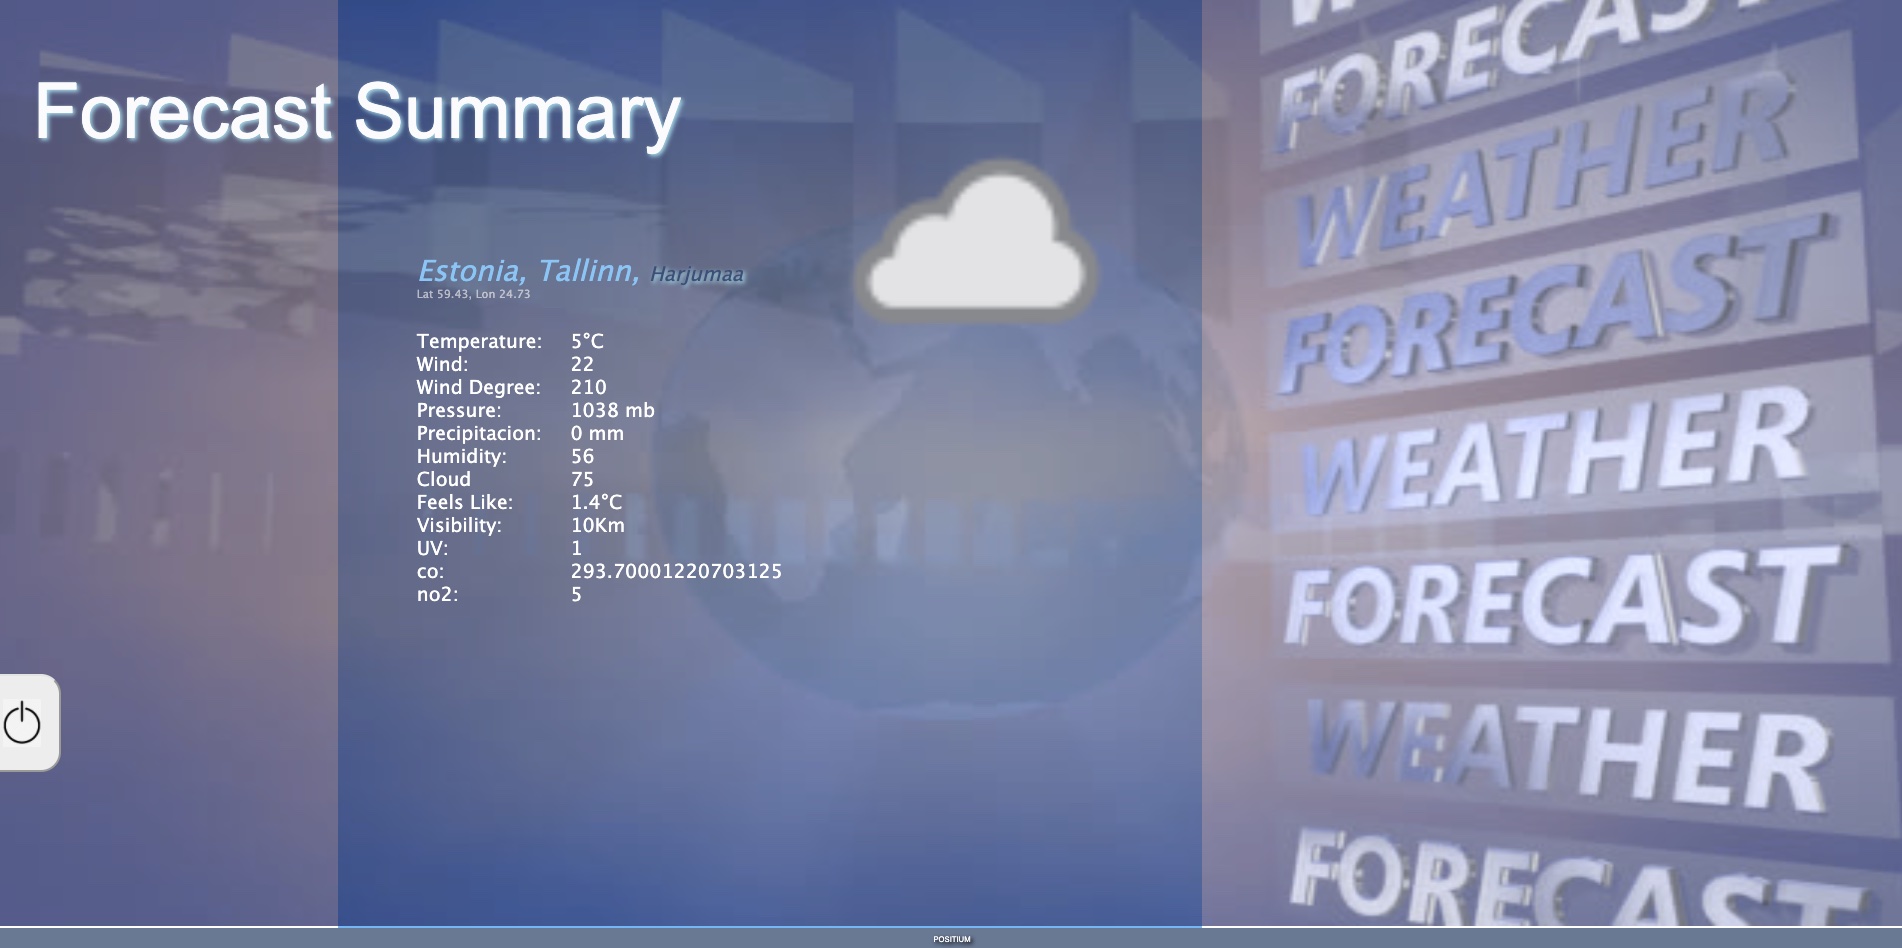 Forecast Summary
Estonia, Tallinn, Harjumaa
Lat 59.43, Lon 24.73
Temperature: 5°C
Wind: 22
Wind Degree: 210
Pressure: 1038 mb
Precipitacion: 0 mm
Humidity: 56
Cloud 75
Feels Like: 1.4°C
Visibility: 10Km
UV: 1
co: 293.70001220703125
no2: 5
FORECAST
WEATHER
FORECAST
WEATHER
FORECAST
WEATHER
FORECAST
POSITIUM